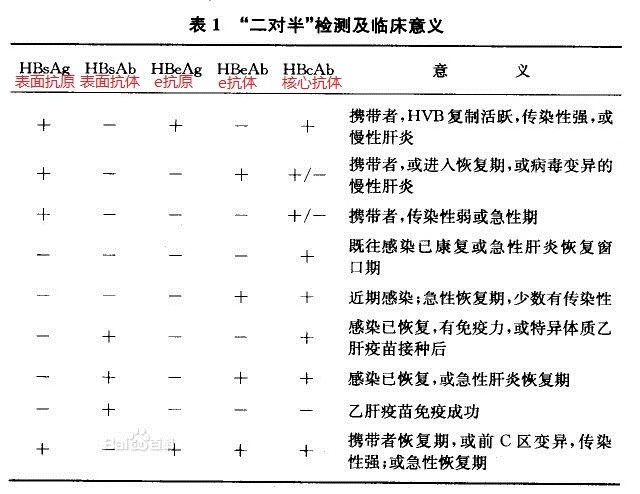 表 1 “二对半”检测及临床意义
HBsAg HBsAb HBeAg HBeAb HBcAb 意 义
表面抗原 表面抗体 e抗原 e抗体 核心抗体
+ − + − + 携带者,HVB 复制活跃,传染性强,或
慢性肝炎
+ − − + +/− 携带者,或进入恢复期,或病毒变异的
慢性肝炎
+ − − − +/− 携带者,传染性弱或急性期
− − − − + 既往感染已康复或急性肝炎恢复窗
口期
− − − + + 近期感染;急性恢复期,少数有传染性
− + − − + 感染已恢复,有免疫力,或特异体质乙
肝疫苗接种后
− + − + + 感染已恢复,或急性肝炎恢复期
− + − − − 乙肝疫苗免疫成功
Bai百科
+ − + + + 携带者恢复期,或前 C 区变异,传染
性强;或急性恢复期